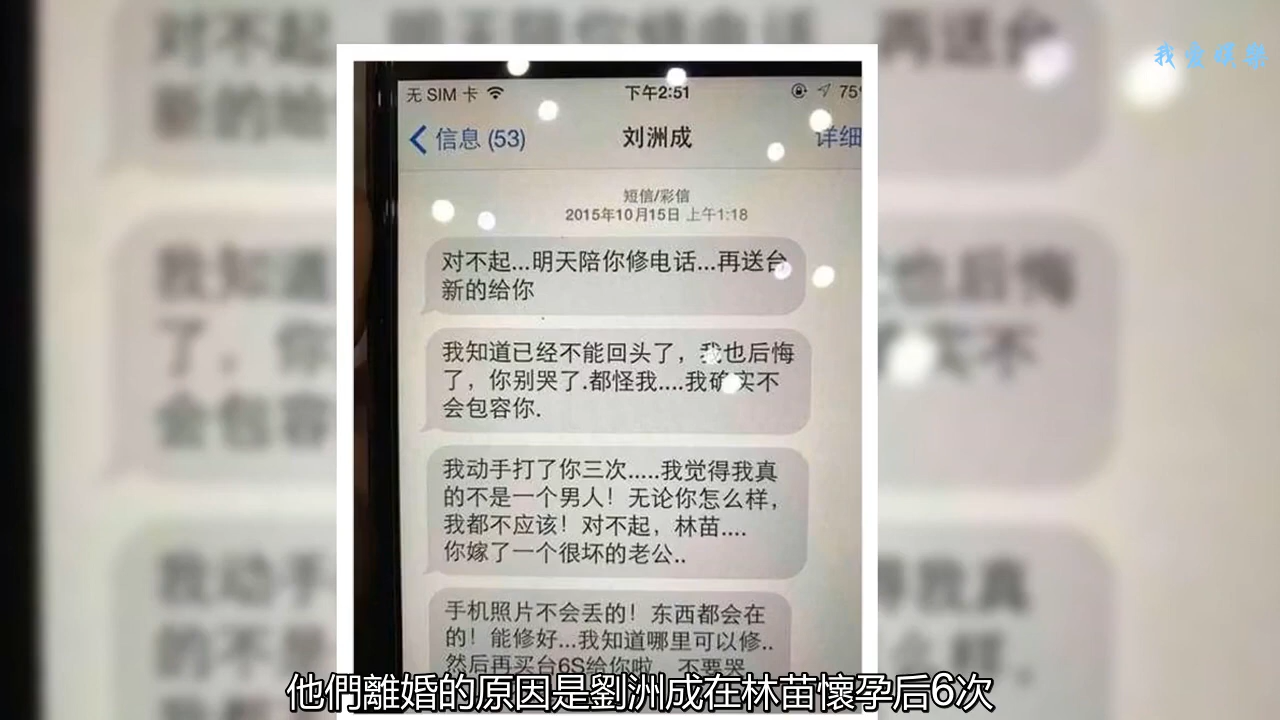 我爱娱乐
无 SIM 卡
下午2:51
75
信息 (53)
刘洲成
详细
短信/彩信
2015年10月15日 上午1:18
对不起...明天陪你修电话...再送台
新的给你
我知道已经不能回头了，我也后悔
了，你别哭了.都怪我....我确实不
会包容你.
我动手打了你三次.....我觉得我真
的不是一个男人！无论你怎么样，
我都不应该！对不起，林苗....
你嫁了一个很坏的老公..
手机照片不会丢的！东西都会在
的！能修好...我知道哪里可以修..
然后再买台6S给你啦，不要哭
他們離婚的原因是劉洲成在林苗懷孕后6次